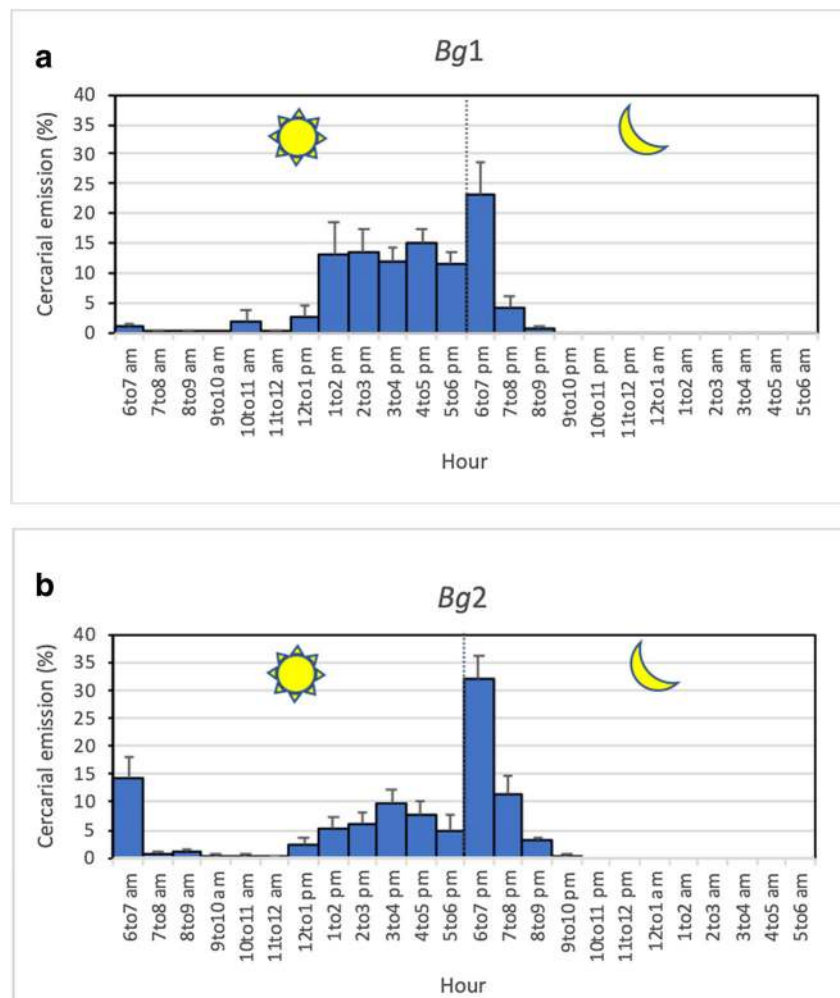 a
Bg1
Cercarial emission (%)
40
35
30
25
20
15
10
5
0
6to7 am
7to8 am
8to9 am
9to10 am
10to11 am
11to12 am
12to1 pm
1to2 pm
2to3 pm
3to4 pm
4to5 pm
5to6 pm
6to7 pm
7to8 pm
8to9 pm
9to10 pm
10to11 pm
11to12 pm
12to1 am
1to2 am
2to3 am
3to4 am
4to5 am
5to6 am
Hour
b
Bg2
Cercarial emission (%)
40
35
30
25
20
15
10
5
0
6to7 am
7to8 am
8to9 am
9to10 am
10to11 am
11to12 am
12to1 pm
1to2 pm
2to3 pm
3to4 pm
4to5 pm
5to6 pm
6to7 pm
7to8 pm
8to9 pm
9to10 pm
10to11 pm
11to12 pm
12to1 am
1to2 am
2to3 am
3to4 am
4to5 am
5to6 am
Hour